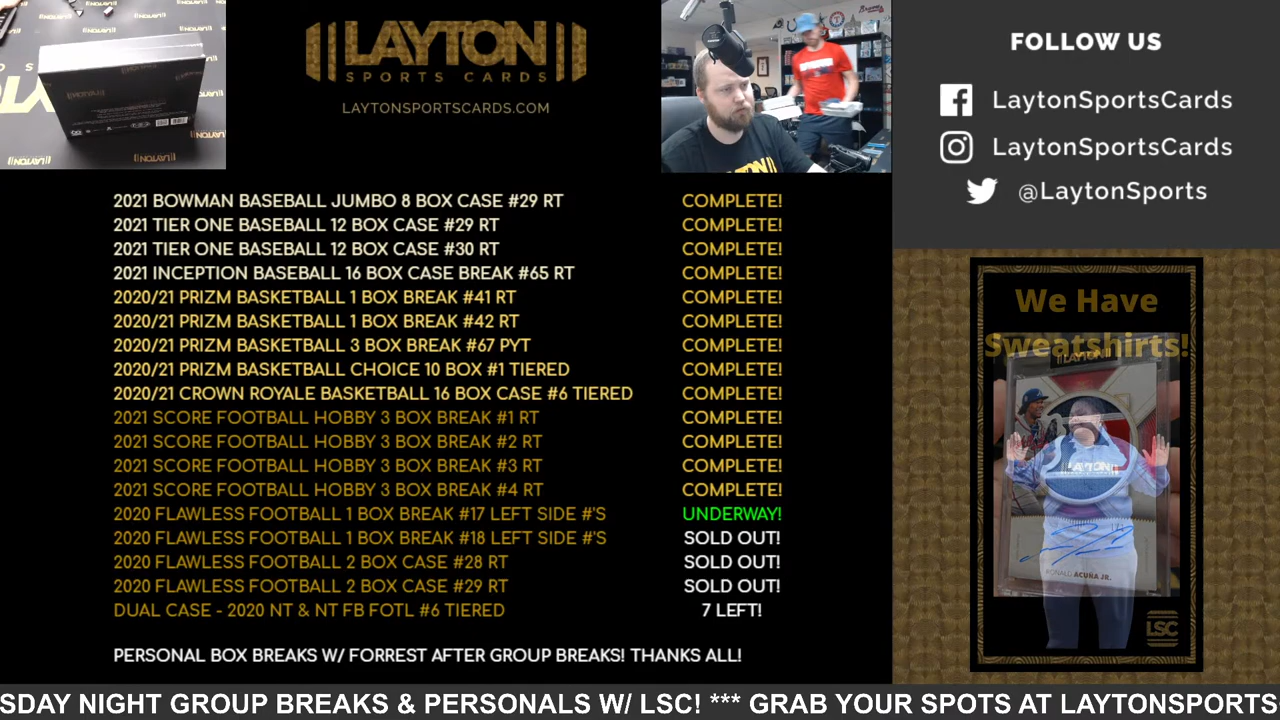 LAYTON
SPORTS CARDS
LAYTONSPORTSCARDS.COM
FOLLOW US
LaytonSportsCards
LaytonSportsCards
@LaytonSports
2021 BOWMAN BASEBALL JUMBO 8 BOX CASE #29 RT COMPLETE!
2021 TIER ONE BASEBALL 12 BOX CASE #29 RT COMPLETE!
2021 TIER ONE BASEBALL 12 BOX CASE #30 RT COMPLETE!
2021 INCEPTION BASEBALL 16 BOX CASE BREAK #65 RT COMPLETE!
2020/21 PRIZM BASKETBALL 1 BOX BREAK #41 RT COMPLETE!
2020/21 PRIZM BASKETBALL 1 BOX BREAK #42 RT COMPLETE!
2020/21 PRIZM BASKETBALL 3 BOX BREAK #67 PYT COMPLETE!
2020/21 PRIZM BASKETBALL CHOICE 10 BOX #1 TIERED COMPLETE!
2020/21 CROWN ROYALE BASKETBALL 16 BOX CASE #6 TIERED COMPLETE!
2021 SCORE FOOTBALL HOBBY 3 BOX BREAK #1 RT COMPLETE!
2021 SCORE FOOTBALL HOBBY 3 BOX BREAK #2 RT COMPLETE!
2021 SCORE FOOTBALL HOBBY 3 BOX BREAK #3 RT COMPLETE!
2021 SCORE FOOTBALL HOBBY 3 BOX BREAK #4 RT COMPLETE!
2020 FLAWLESS FOOTBALL 1 BOX BREAK #17 LEFT SIDE #'S UNDERWAY!
2020 FLAWLESS FOOTBALL 1 BOX BREAK #18 LEFT SIDE #'S SOLD OUT!
2020 FLAWLESS FOOTBALL 2 BOX CASE #28 RT SOLD OUT!
2020 FLAWLESS FOOTBALL 2 BOX CASE #29 RT SOLD OUT!
DUAL CASE - 2020 NT & NT FB FOTL #6 TIERED 7 LEFT!
PERSONAL BOX BREAKS W/ FORREST AFTER GROUP BREAKS! THANKS ALL!
We Have
Sweatshirts!
LAYTON
LAYTON
RONALD ACUÑA JR.
LSC
SDAY NIGHT GROUP BREAKS & PERSONALS W/ LSC! *** GRAB YOUR SPOTS AT LAYTONSPORTS